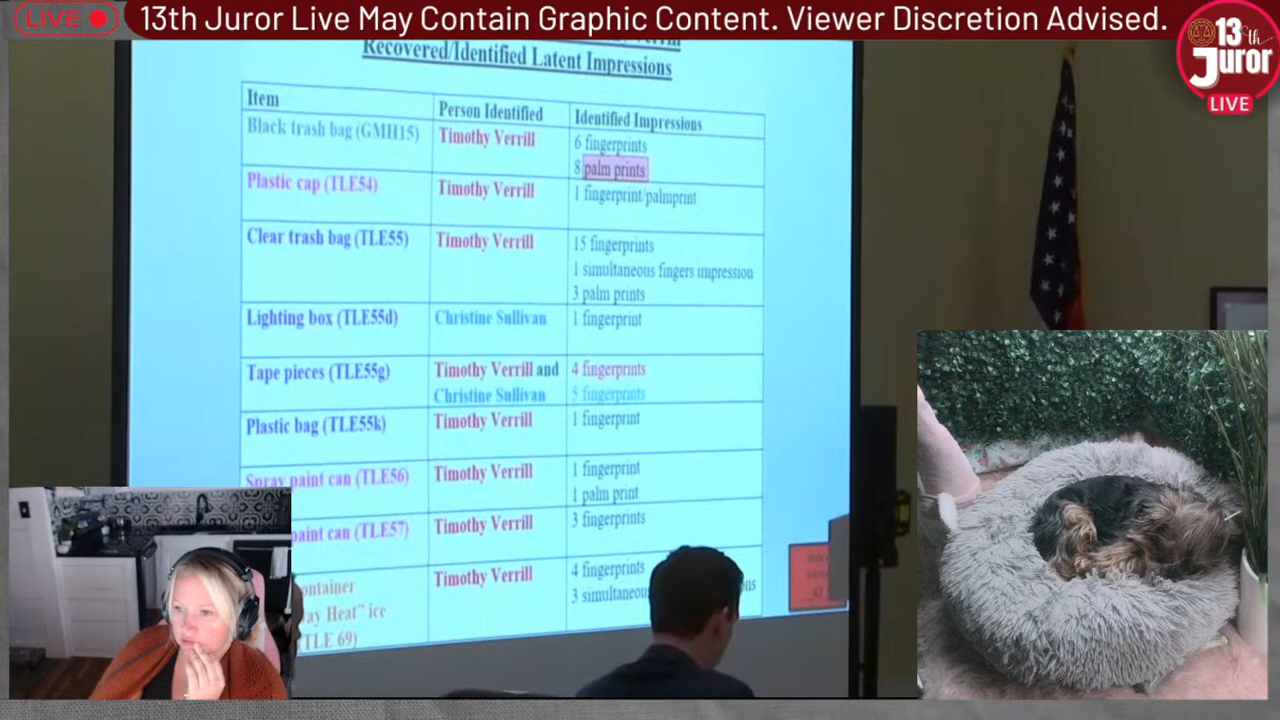 LIVE
13th Juror Live May Contain Graphic Content. Viewer Discretion Advised.
13th
Juror
LIVE
Recovered/Identified Latent Impressions
Item
Person Identified
Identified Impressions
Black trash bag (GMH15)
Timothy Verrill
6 fingerprints
8 palm prints
Plastic cap (TLE54)
Timothy Verrill
1 fingerprint/palmprint
Clear trash bag (TLE55)
Timothy Verrill
15 fingerprints
1 simultaneous fingers impression
3 palm prints
Lighting box (TLE55d)
Christine Sullivan
1 fingerprint
Tape pieces (TLE55g)
Timothy Verrill and
Christine Sullivan
4 fingerprints
5 fingerprints
Plastic bag (TLE55k)
Timothy Verrill
1 fingerprint
Spray paint can (TLE56)
Timothy Verrill
1 fingerprint
1 palm print
paint can (TLE57)
Timothy Verrill
3 fingerprints
Heat" ice
TLE 69)
Timothy Verrill
4 fingerprints
3